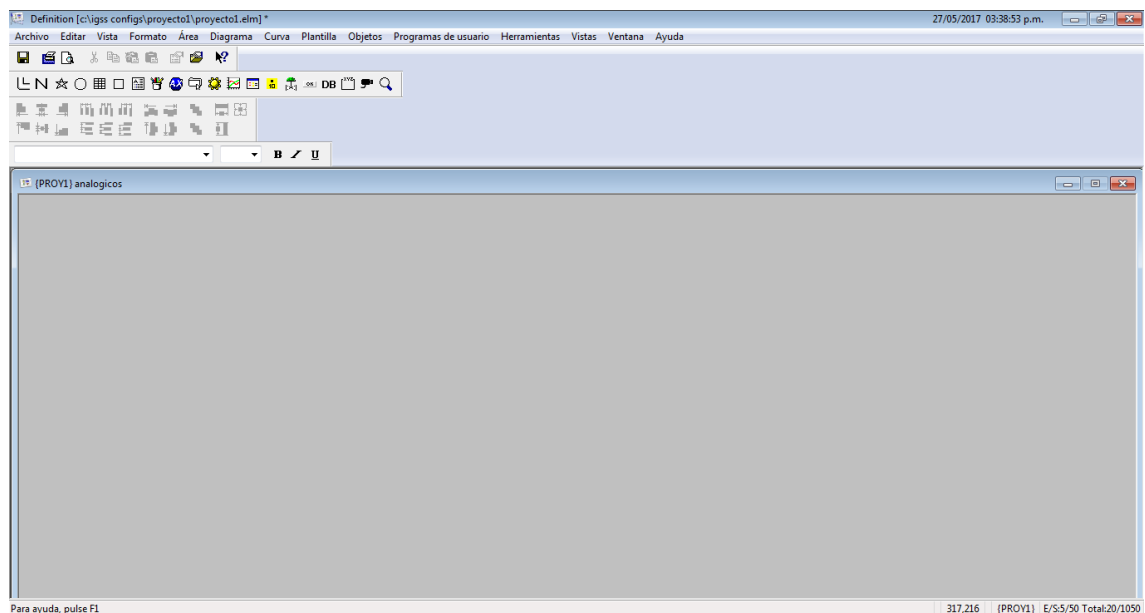 Definition [c:\igss configs\proyecto1\proyecto1.elm] * 27/05/2017 03:38:53 p.m.
Archivo Editar Vista Formato Área Diagrama Curva Plantilla Objetos Programas de usuario Herramientas Vistas Ventana Ayuda
DB
B I U
{PROY1} analogicos
Para ayuda, pulse F1 317,216 {PROY1} E/S:5/50 Total:20/1050